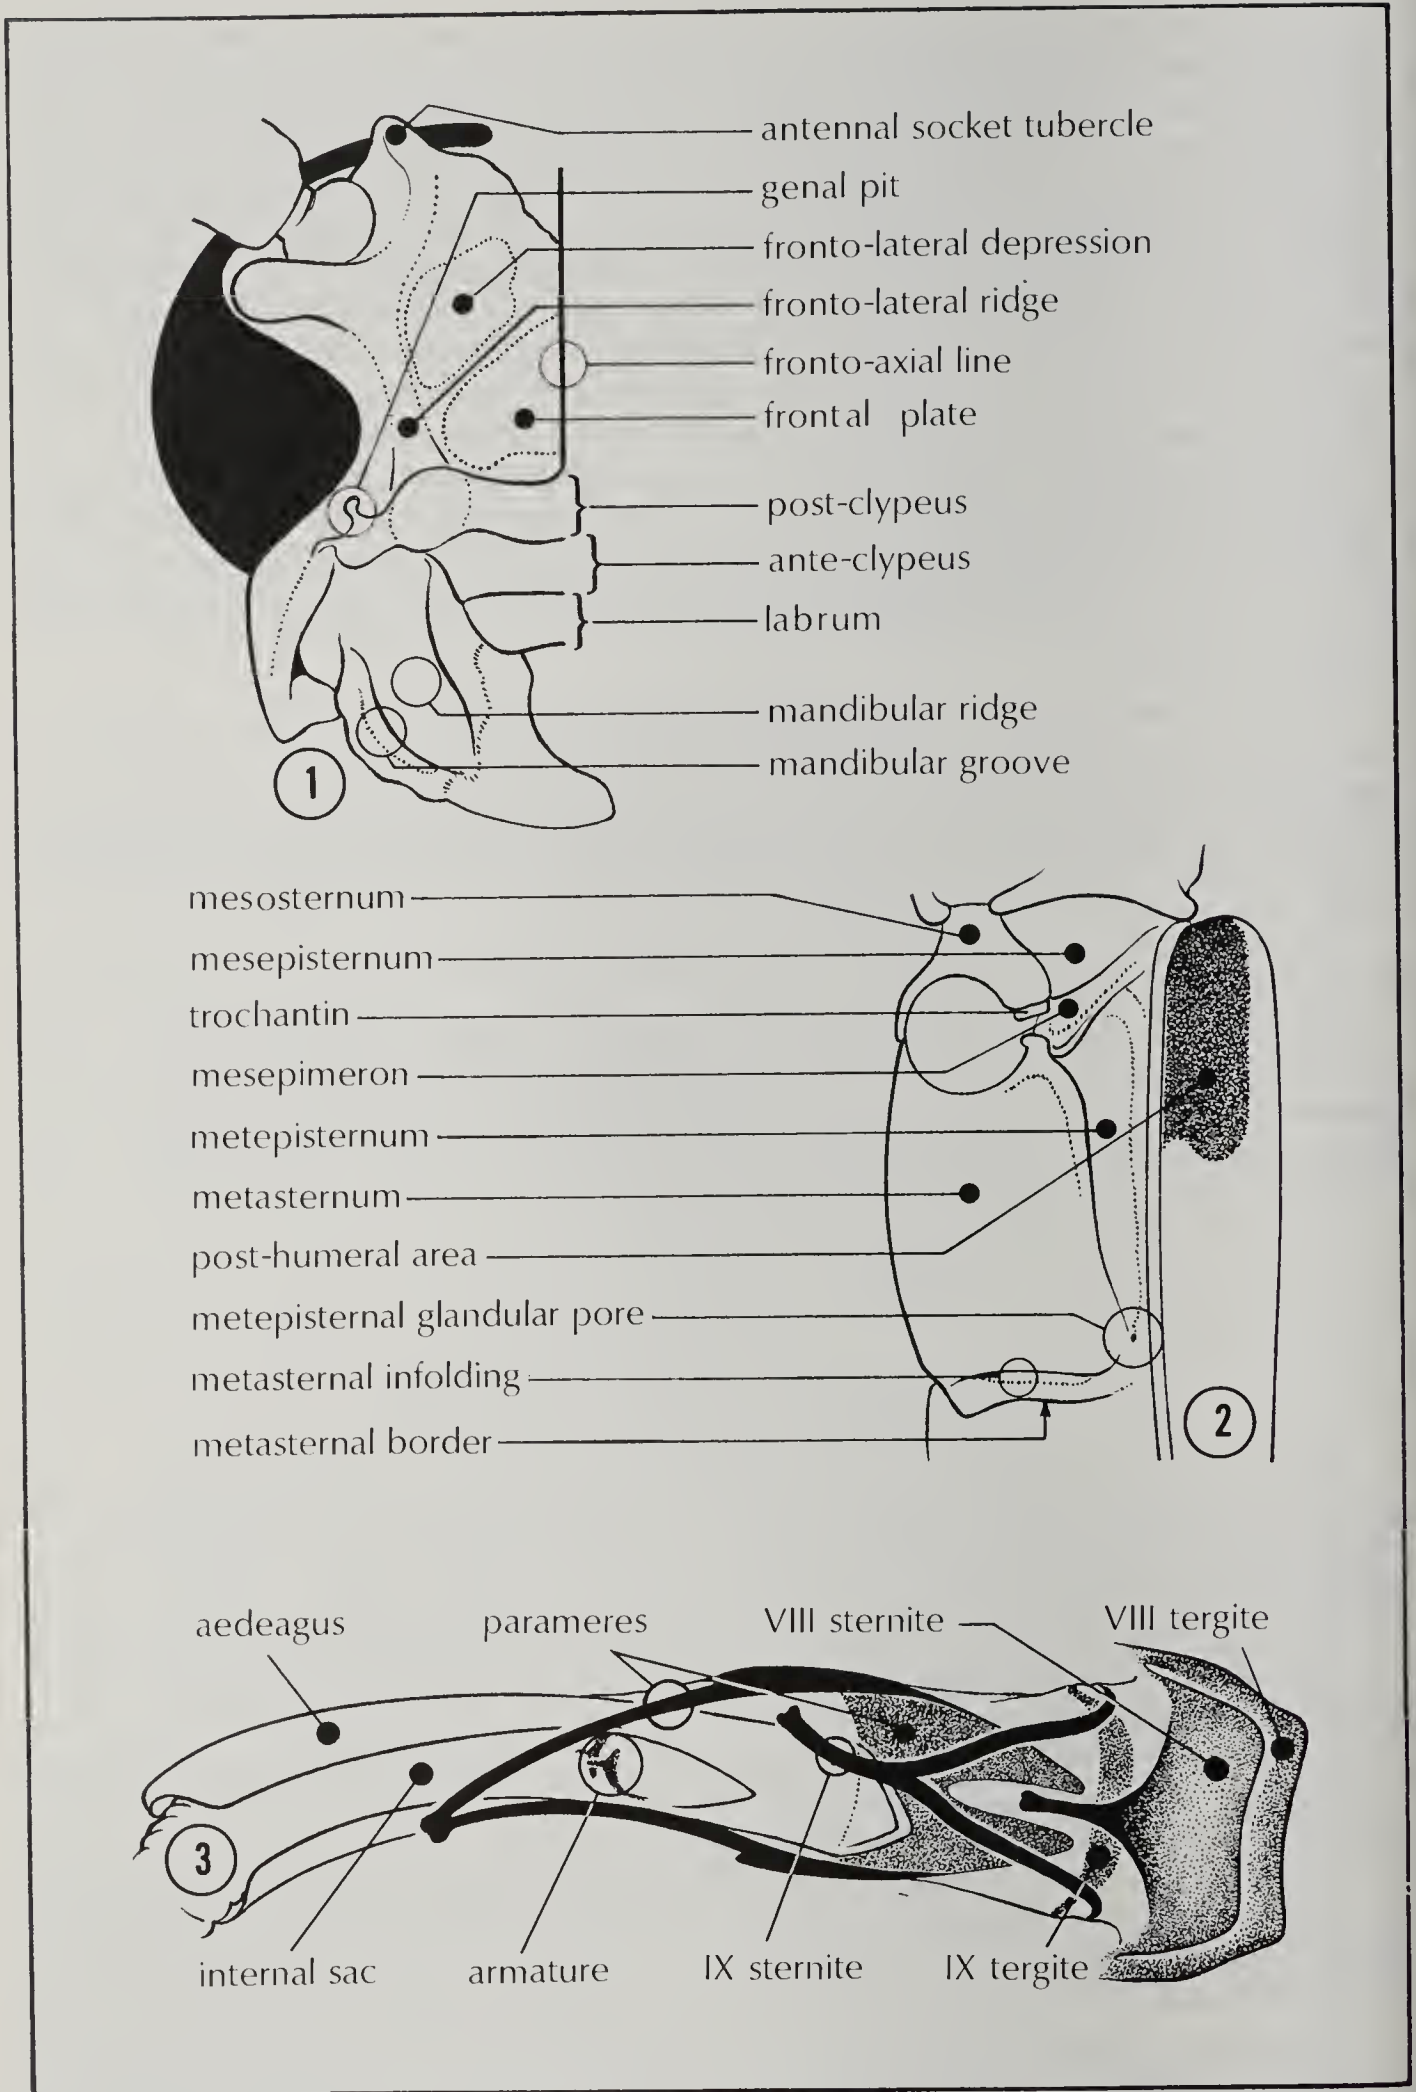 antennal socket tubercle
genal pit
fronto-lateral depression
fronto-lateral ridge
fronto-axial line
frontal plate
post-clypeus
ante-clypeus
labrum
mandibular ridge
mandibular groove
1
mesosternum
mesepisternum
trochantin
mesepimeron
metepisternum
metasternum
post-humeral area
metepisternal glandular pore
metasternal infolding
metasternal border
2
aedeagus parameres VIII sternite VIII tergite
3
internal sac armature IX sternite IX tergite